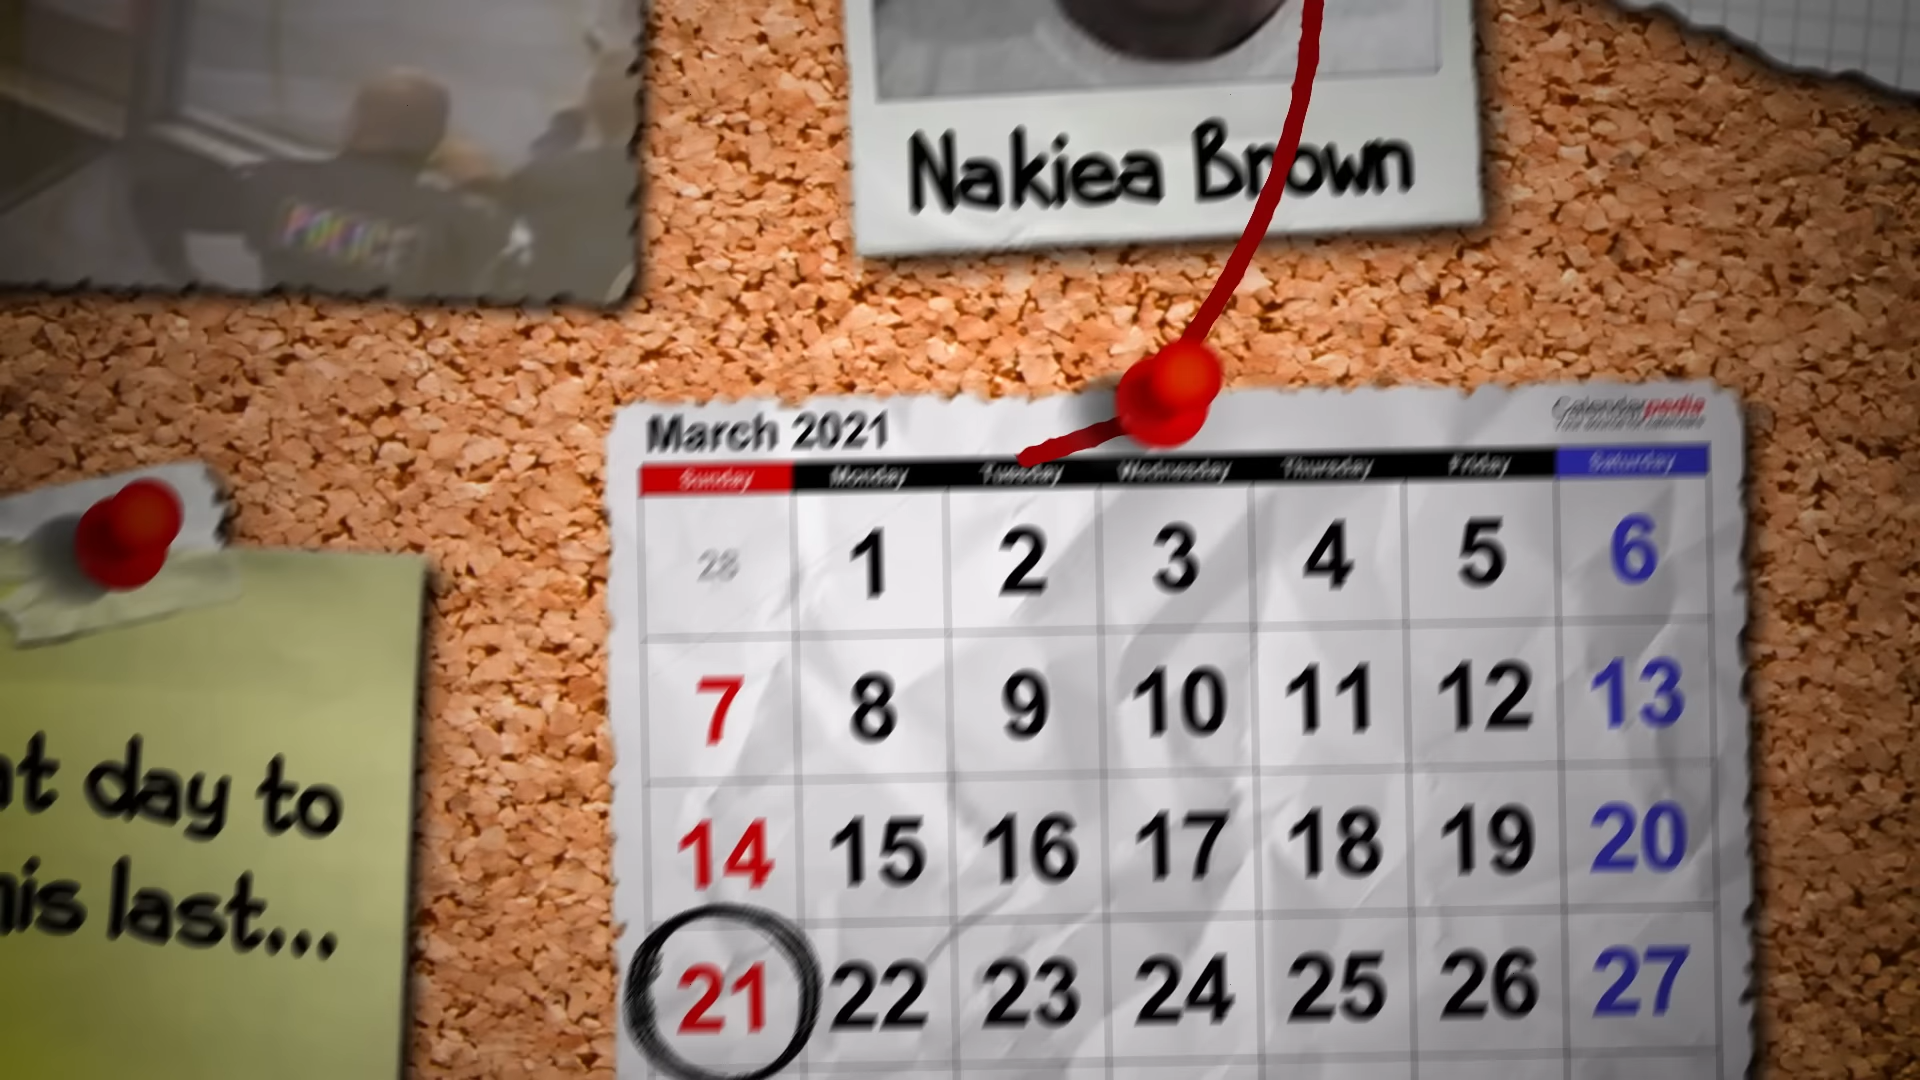 POLICE
Nakiea Brown
March 2021
Calendarpedia
Sunday Monday Tuesday Wednesday Thursday Friday Saturday
28 1 2 3 4 5 6
7 8 9 10 11 12 13
14 15 16 17 18 19 20
21 22 23 24 25 26 27
day to
last...